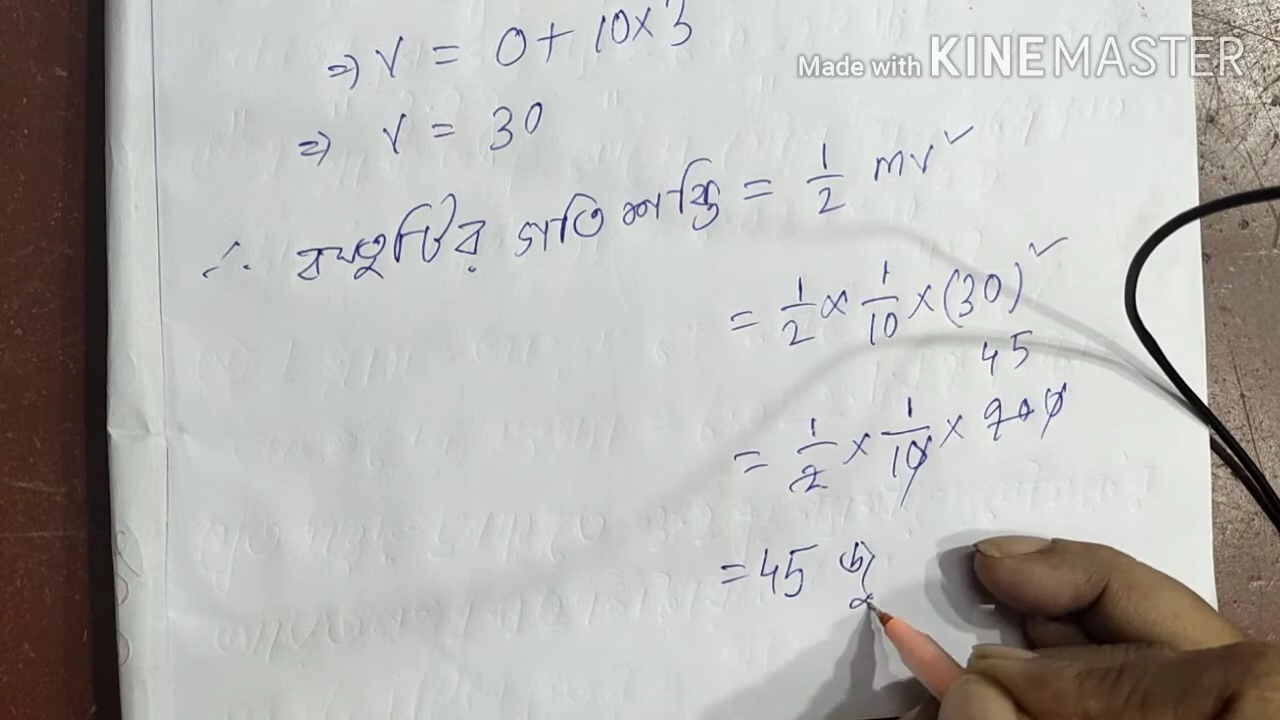 Made with KINEMASTER
⇒ v = 0 + 10 × 3
⇒ v = 30
∴ বস্তুটির গতি শক্তি = 1/2 mv²
= 1/2 × 1/10 × (30)²
45
= 1/2 × 1/10 × 900
= 45